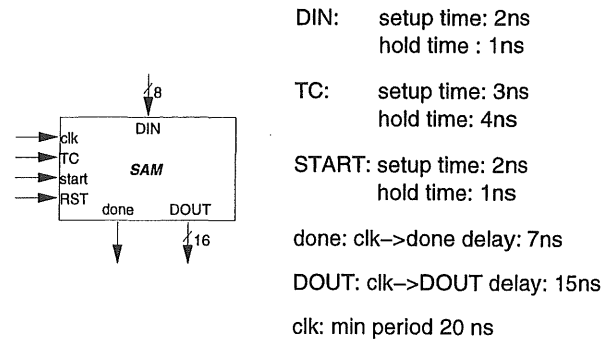 DIN: setup time: 2ns
hold time : 1ns
TC: setup time: 3ns
hold time: 4ns
START: setup time: 2ns
hold time: 1ns
done: clk–>done delay: 7ns
DOUT: clk–>DOUT delay: 15ns
clk: min period 20 ns
8
DIN
clk
TC
SAM
start
RST
done DOUT
16